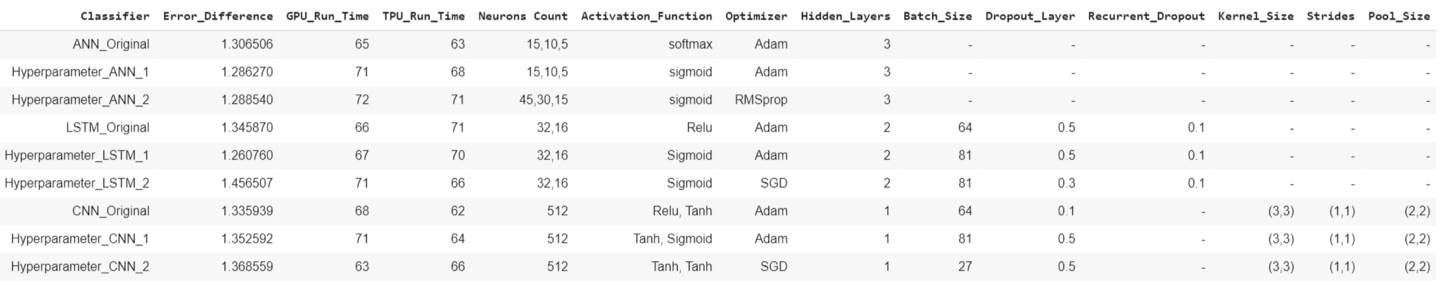 Classifier Error_Difference GPU_Run_Time TPU_Run_Time Neurons Count Activation_Function Optimizer Hidden_Layers Batch_Size Dropout_Layer Recurrent_Dropout Kernel_Size Strides Pool_Size
ANN_Original 1.306506 65 63 15,10,5 softmax Adam 3 - - - - - -
Hyperparameter_ANN_1 1.286270 71 68 15,10,5 sigmoid Adam 3 - - - - - -
Hyperparameter_ANN_2 1.288540 72 71 45,30,15 sigmoid RMSprop 3 - - - - - -
LSTM_Original 1.345870 66 71 32,16 Relu Adam 2 64 0.5 0.1 - - -
Hyperparameter_LSTM_1 1.260760 67 70 32,16 Sigmoid Adam 2 81 0.5 0.1 - - -
Hyperparameter_LSTM_2 1.456507 71 66 32,16 Sigmoid SGD 2 81 0.3 0.1 - - -
CNN_Original 1.335939 68 62 512 Relu, Tanh Adam 1 64 0.1 - (3,3) (1,1) (2,2)
Hyperparameter_CNN_1 1.352592 71 64 512 Tanh, Sigmoid Adam 1 81 0.5 - (3,3) (1,1) (2,2)
Hyperparameter_CNN_2 1.368559 63 66 512 Tanh, Tanh SGD 1 27 0.5 - (3,3) (1,1) (2,2)